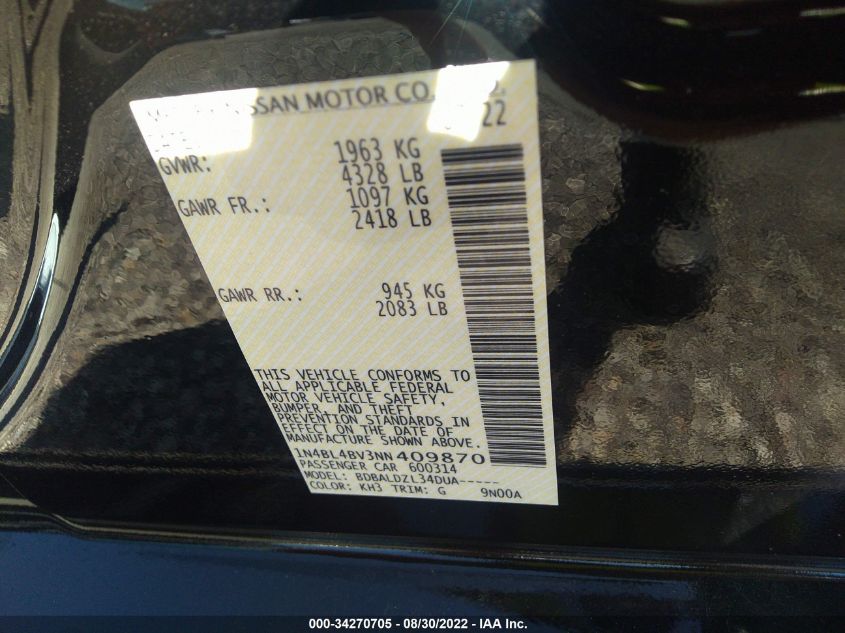 NISSAN MOTOR CO.
22
GVWR: 1963 KG
4328 LB
GAWR FR.: 1097 KG
2418 LB
GAWR RR.: 945 KG
2083 LB
THIS VEHICLE CONFORMS TO
ALL APPLICABLE FEDERAL
MOTOR VEHICLE SAFETY,
BUMPER, AND THEFT
PREVENTION STANDARDS IN
EFFECT ON THE DATE OF
MANUFACTURE SHOWN ABOVE.
1N4BL4BV3NN409870
PASSENGER CAR 600314
MODEL: BDBALDZL34DUA-----
COLOR: KH3 TRIM: G 9N00A
000-34270705 - 08/30/2022 - IAA Inc.